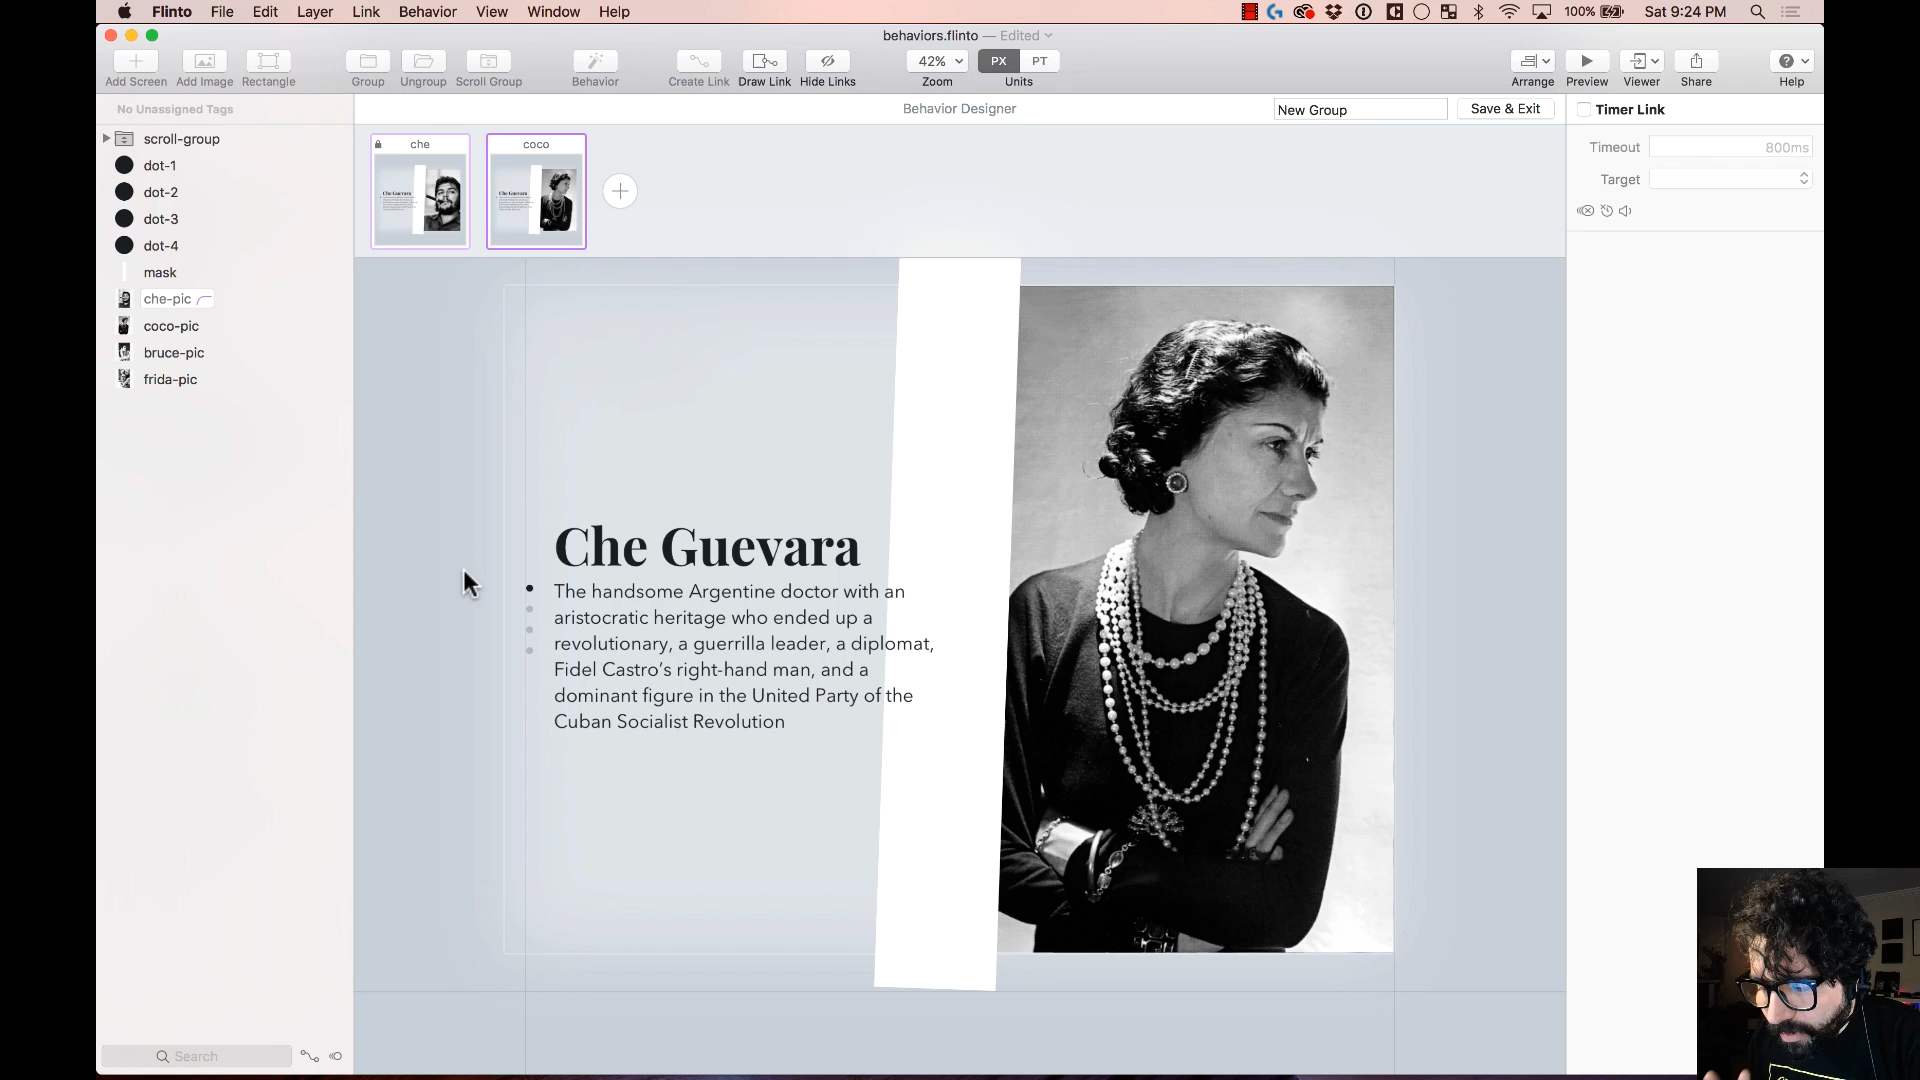 Flinto File Edit Layer Link Behavior View Window Help
100% Sat 9:24 PM
behaviors.flinto — Edited
42% PX PT
Add Screen Add Image Rectangle Group Ungroup Scroll Group Behavior Create Link Draw Link Hide Links Zoom Units Arrange Preview Viewer Share Help
No Unassigned Tags
Behavior Designer
New Group
Save & Exit
Timer Link
scroll-group
dot-1
dot-2
dot-3
dot-4
mask
che-pic
coco-pic
bruce-pic
frida-pic
che
coco
Che Guevara
Che Guevara
Timeout 800ms
Target
Che Guevara
The handsome Argentine doctor with an
aristocratic heritage who ended up a
revolutionary, a guerrilla leader, a diplomat,
Fidel Castro’s right-hand man, and a
dominant figure in the United Party of the
Cuban Socialist Revolution
Search